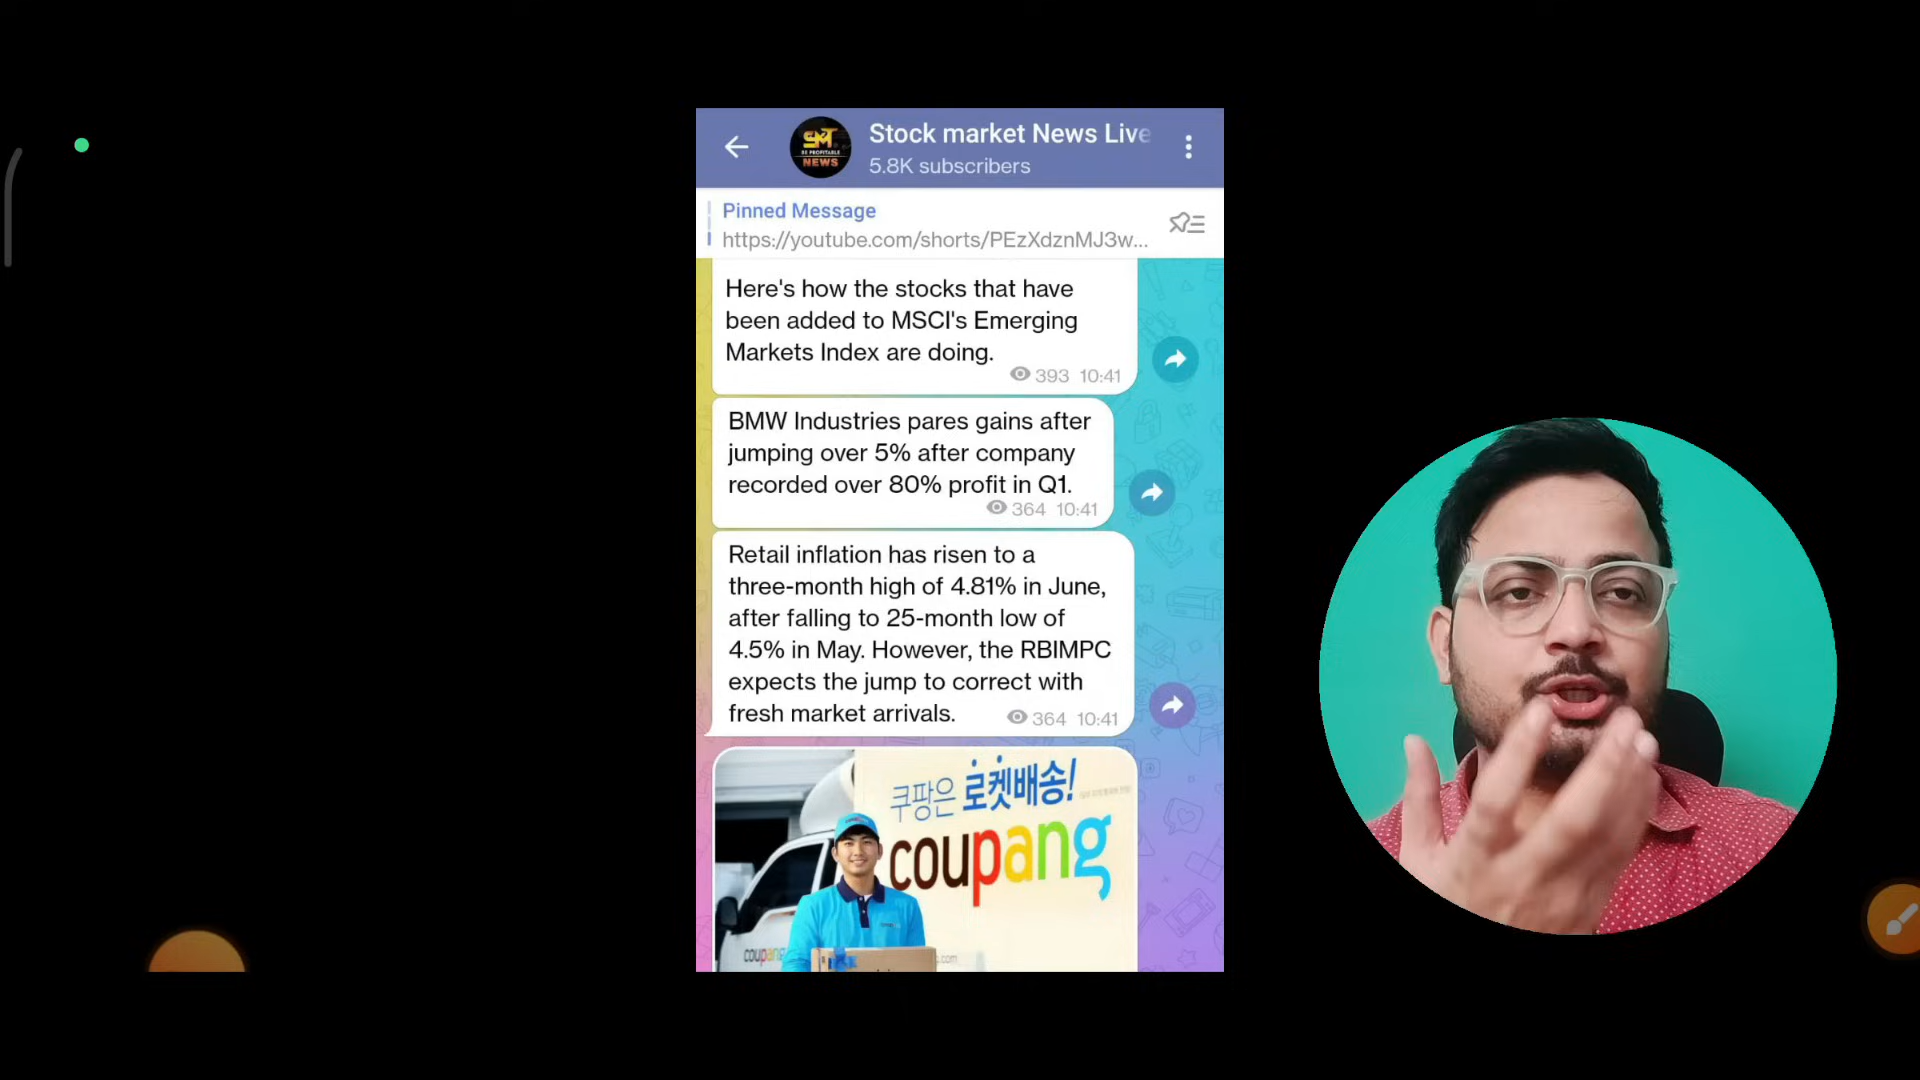 SMT
BE PROFITABLE
NEWS
Stock market News Live
5.8K subscribers
Pinned Message
https://youtube.com/shorts/PEzXdznMJ3w...
Here's how the stocks that have
been added to MSCI's Emerging
Markets Index are doing.
393 10:41
BMW Industries pares gains after
jumping over 5% after company
recorded over 80% profit in Q1.
364 10:41
Retail inflation has risen to a
three-month high of 4.81% in June,
after falling to 25-month low of
4.5% in May. However, the RBIMPC
expects the jump to correct with
fresh market arrivals.
364 10:41
쿠팡은 로켓배송!
coupang
coupang